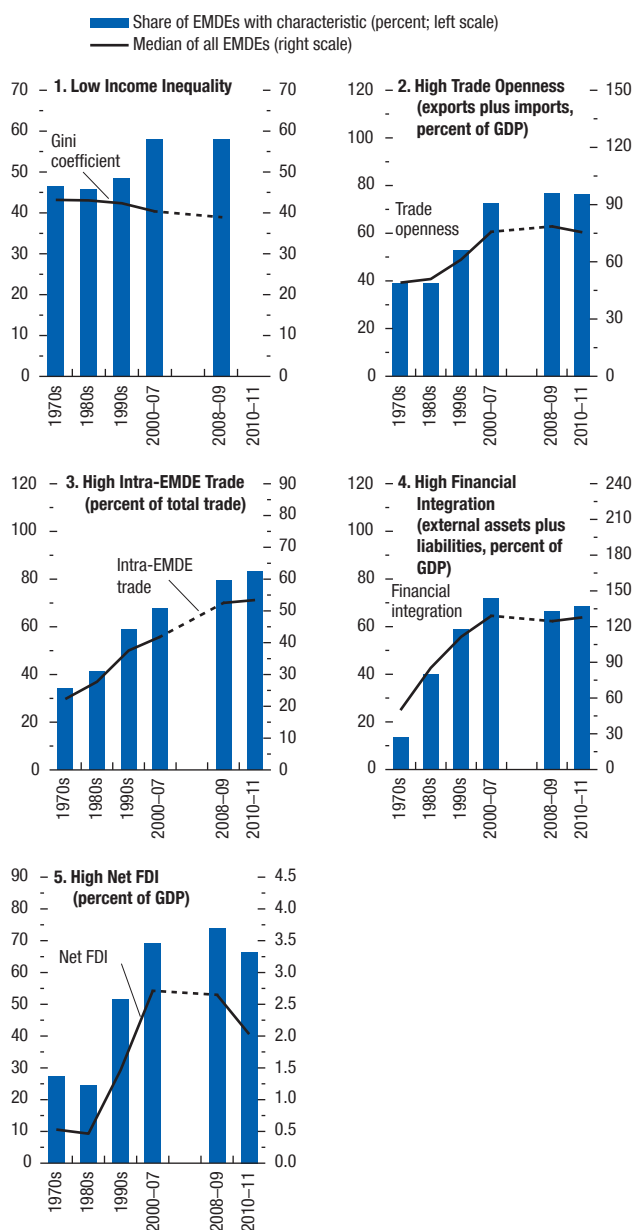 Share of EMDEs with characteristic (percent; left scale)
Median of all EMDEs (right scale)
1. Low Income Inequality
70
60
50
40
30
20
10
0
70
60
50
40
30
20
10
0
Gini
coefficient
1970s
1980s
1990s
2000–07
2008–09
2010–11
2. High Trade Openness
(exports plus imports,
percent of GDP)
120
100
80
60
40
20
0
150
120
90
60
30
0
Trade
openness
1970s
1980s
1990s
2000–07
2008–09
2010–11
3. High Intra-EMDE Trade
(percent of total trade)
120
100
80
60
40
20
0
90
80
70
60
50
40
30
20
10
0
Intra-EMDE
trade
1970s
1980s
1990s
2000–07
2008–09
2010–11
4. High Financial
Integration
(external assets plus
liabilities, percent of
GDP)
120
100
80
60
40
20
0
240
210
180
150
120
90
60
30
0
Financial
integration
1970s
1980s
1990s
2000–07
2008–09
2010–11
5. High Net FDI
(percent of GDP)
90
80
70
60
50
40
30
20
10
0
4.5
4.0
3.5
3.0
2.5
2.0
1.5
1.0
0.5
0.0
Net FDI
1970s
1980s
1990s
2000–07
2008–09
2010–11